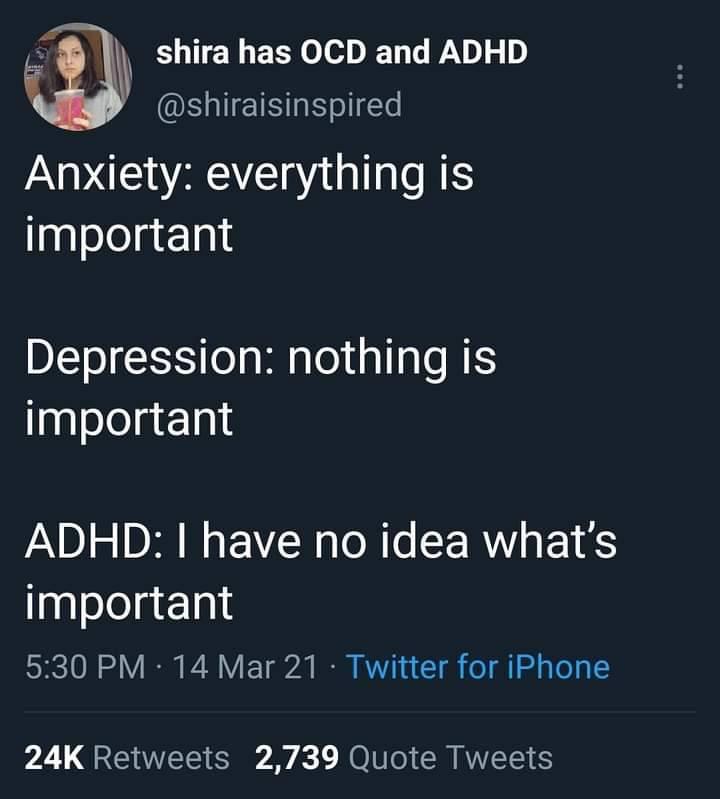 shira has OCD and ADHD
@shiraisinspired
Anxiety: everything is
important
Depression: nothing is
important
ADHD: I have no idea what’s
important
5:30 PM · 14 Mar 21 · Twitter for iPhone
24K Retweets 2,739 Quote Tweets